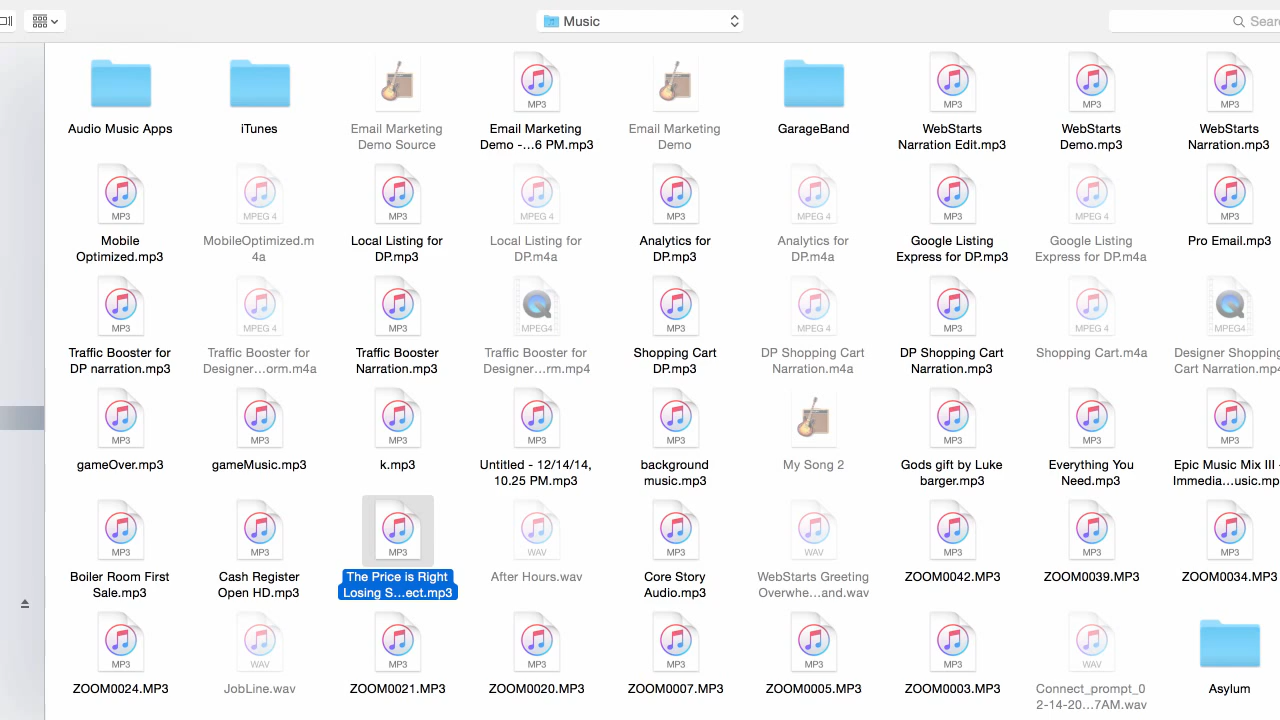 Music
Sear
Audio Music Apps
iTunes
Email Marketing
Demo Source
MP3
Email Marketing
Demo -...6 PM.mp3
Email Marketing
Demo
GarageBand
MP3
WebStarts
Narration Edit.mp3
MP3
WebStarts
Demo.mp3
MP3
WebStarts
Narration.mp3
MP3
Mobile
Optimized.mp3
MPEG 4
MobileOptimized.m
4a
MP3
Local Listing for
DP.mp3
MPEG 4
Local Listing for
DP.m4a
MP3
Analytics for
DP.mp3
MPEG 4
Analytics for
DP.m4a
MP3
Google Listing
Express for DP.mp3
MPEG 4
Google Listing
Express for DP.m4a
MP3
Pro Email.mp3
MP3
Traffic Booster for
DP narration.mp3
MPEG 4
Traffic Booster for
Designer...orm.m4a
MP3
Traffic Booster
Narration.mp3
MPEG4
Traffic Booster for
Designer...rm.mp4
MP3
Shopping Cart
DP.mp3
MPEG 4
DP Shopping Cart
Narration.m4a
MP3
DP Shopping Cart
Narration.mp3
MPEG 4
Shopping Cart.m4a
MPEG4
Designer Shopping
Cart Narration.mp4
MP3
gameOver.mp3
MP3
gameMusic.mp3
MP3
k.mp3
MP3
Untitled - 12/14/14,
10.25 PM.mp3
MP3
background
music.mp3
My Song 2
MP3
Gods gift by Luke
barger.mp3
MP3
Everything You
Need.mp3
MP3
Epic Music Mix III -
Immedia...usic.mp
MP3
Boiler Room First
Sale.mp3
MP3
Cash Register
Open HD.mp3
MP3
The Price is Right
Losing S...ect.mp3
WAV
After Hours.wav
MP3
Core Story
Audio.mp3
WAV
WebStarts Greeting
Overwhe...and.wav
MP3
ZOOM0042.MP3
MP3
ZOOM0039.MP3
MP3
ZOOM0034.MP3
MP3
ZOOM0024.MP3
WAV
JobLine.wav
MP3
ZOOM0021.MP3
MP3
ZOOM0020.MP3
MP3
ZOOM0007.MP3
MP3
ZOOM0005.MP3
MP3
ZOOM0003.MP3
WAV
Connect_prompt_0
2-14-20...7AM.wav
Asylum